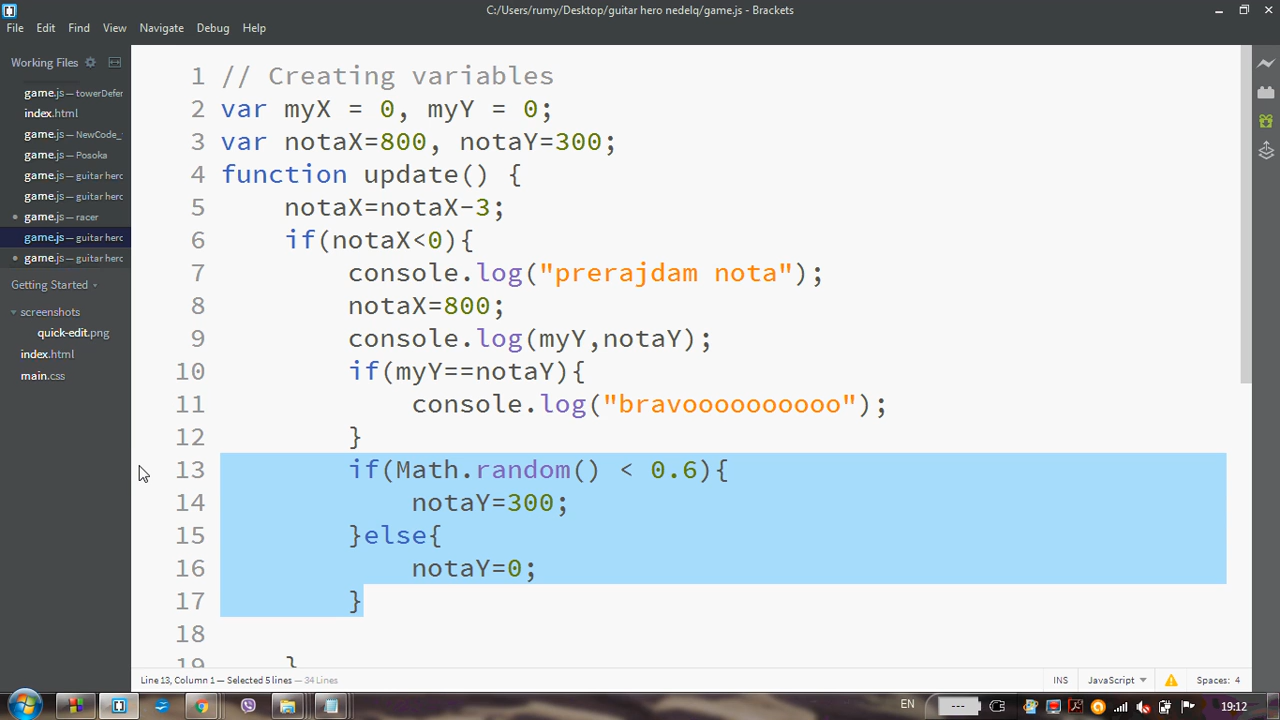 C:/Users/rumy/Desktop/guitar hero nedelq/game.js - Brackets
File Edit Find View Navigate Debug Help
Working Files
game.js — towerDefer
index.html
game.js — NewCode_
game.js — Posoka
game.js — guitar herc
game.js — guitar herc
game.js — racer
game.js — guitar herc
game.js — guitar herc
Getting Started
screenshots
quick-edit.png
index.html
main.css
1 // Creating variables
2 var myX = 0, myY = 0;
3 var notaX=800, notaY=300;
4 function update() {
5 notaX=notaX-3;
6 if(notaX<0){
7 console.log("prerajdam nota");
8 notaX=800;
9 console.log(myY,notaY);
10 if(myY==notaY){
11 console.log("bravoooooooooo");
12 }
13 if(Math.random() < 0.6){
14 notaY=300;
15 }else{
16 notaY=0;
17 }
18
19 }
Line 13, Column 1 — Selected 5 lines — 34 Lines
INS JavaScript Spaces: 4
EN 19:12